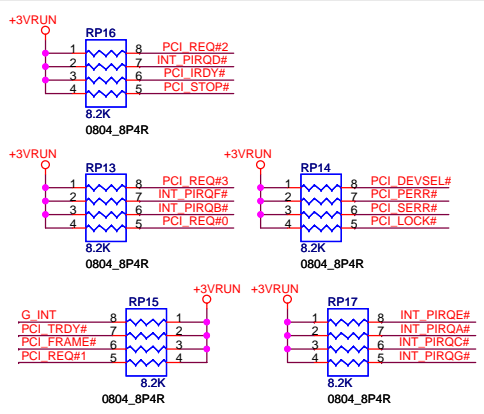 +3VRUN
RP16
1 8 PCI_REQ#2
2 7 INT_PIRQD#
3 6 PCI_IRDY#
4 5 PCI_STOP#
8.2K
0804_8P4R
+3VRUN +3VRUN
RP13 RP14
1 8 PCI_REQ#3 1 8 PCI_DEVSEL#
2 7 INT_PIRQF# 2 7 PCI_PERR#
3 6 INT_PIRQB# 3 6 PCI_SERR#
4 5 PCI_REQ#0 4 5 PCI_LOCK#
8.2K 8.2K
0804_8P4R 0804_8P4R
+3VRUN +3VRUN
RP15 RP17
G_INT 8 1 1 8 INT_PIRQE#
PCI_TRDY# 7 2 2 7 INT_PIRQA#
PCI_FRAME# 6 3 3 6 INT_PIRQC#
PCI_REQ#1 5 4 4 5 INT_PIRQG#
8.2K 8.2K
0804_8P4R 0804_8P4R